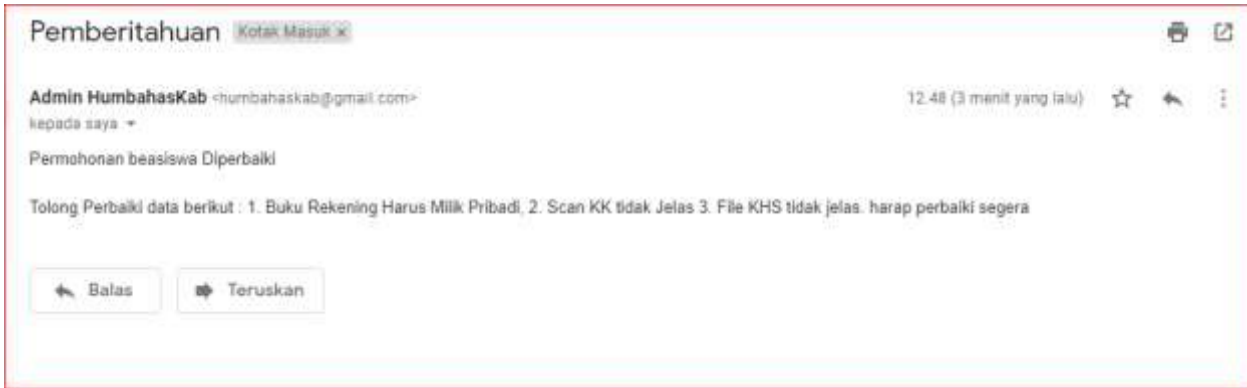 Pemberitahuan Kotak Masuk x
Admin HumbahasKab <humbahaskab@gmail.com> 12.48 (3 menit yang lalu)
kepada saya
Permohonan beasiswa Diperbaiki
Tolong Perbaiki data berikut : 1. Buku Rekening Harus Milik Pribadi, 2. Scan KK tidak Jelas 3. File KHS tidak jelas. harap perbaiki segera
Balas Teruskan